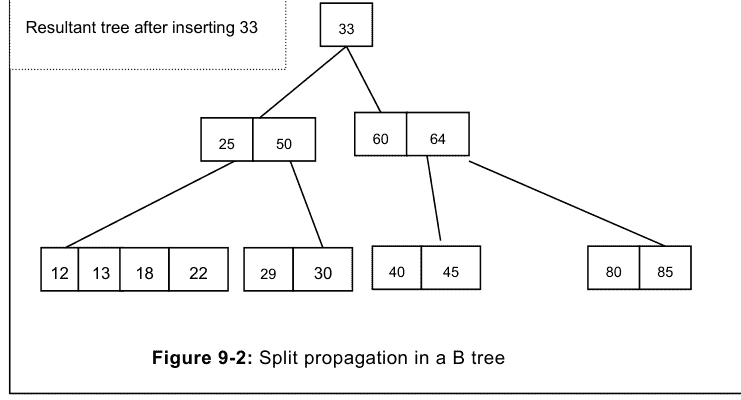 Resultant tree after inserting 33
33
25 50
60 64
12 13 18 22
29 30
40 45
80 85
Figure 9-2: Split propagation in a B tree